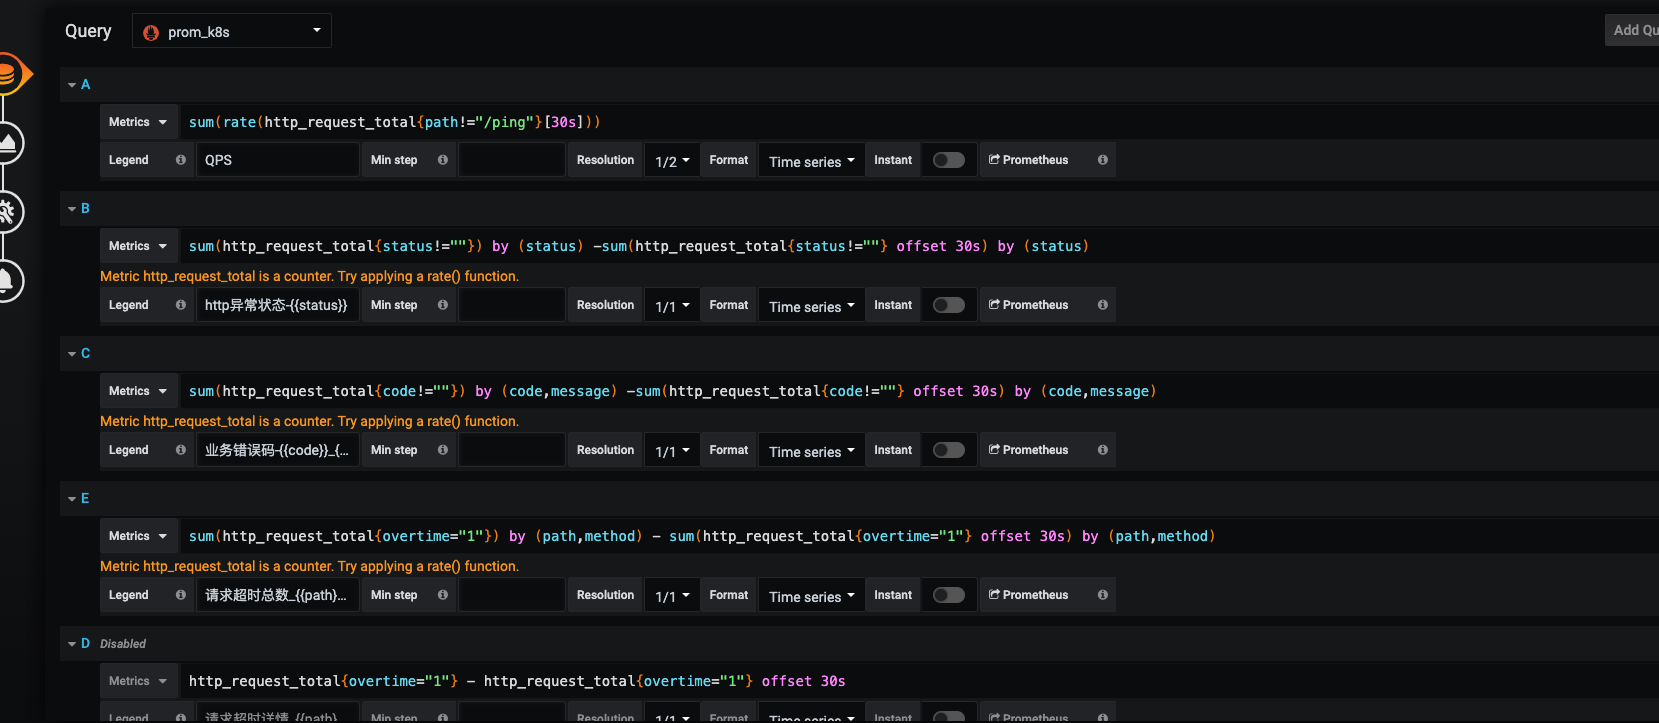 Query prom_k8s Add Qu
A
Metrics sum(rate(http_request_total{path!="/ping"}[30s]))
Legend QPS Min step Resolution 1/2 Format Time series Instant Prometheus
B
Metrics sum(http_request_total{status!=""}) by (status) -sum(http_request_total{status!=""} offset 30s) by (status)
Metric http_request_total is a counter. Try applying a rate() function.
Legend http异常状态-{{status}} Min step Resolution 1/1 Format Time series Instant Prometheus
C
Metrics sum(http_request_total{code!=""}) by (code,message) -sum(http_request_total{code!=""} offset 30s) by (code,message)
Metric http_request_total is a counter. Try applying a rate() function.
Legend 业务错误码-{{code}}_{... Min step Resolution 1/1 Format Time series Instant Prometheus
E
Metrics sum(http_request_total{overtime="1"}) by (path,method) - sum(http_request_total{overtime="1"} offset 30s) by (path,method)
Metric http_request_total is a counter. Try applying a rate() function.
Legend 请求超时总数_{{path}... Min step Resolution 1/1 Format Time series Instant Prometheus
D Disabled
Metrics http_request_total{overtime="1"} - http_request_total{overtime="1"} offset 30s
Legend 请求超时详情_{{path} Min step Resolution 1/1 Format Time series Instant Prometheus